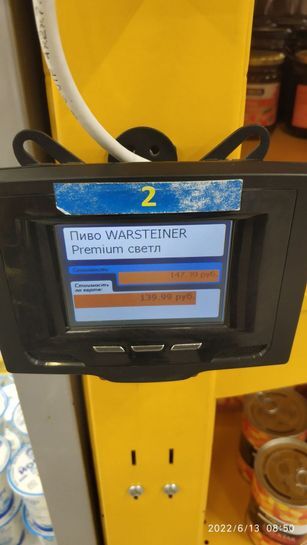 2
Пиво WARSTEINER
Premium светл
Стоимость
147.39 руб
Стоимость
по карте:
139.99 руб
2022/6/13 08:50